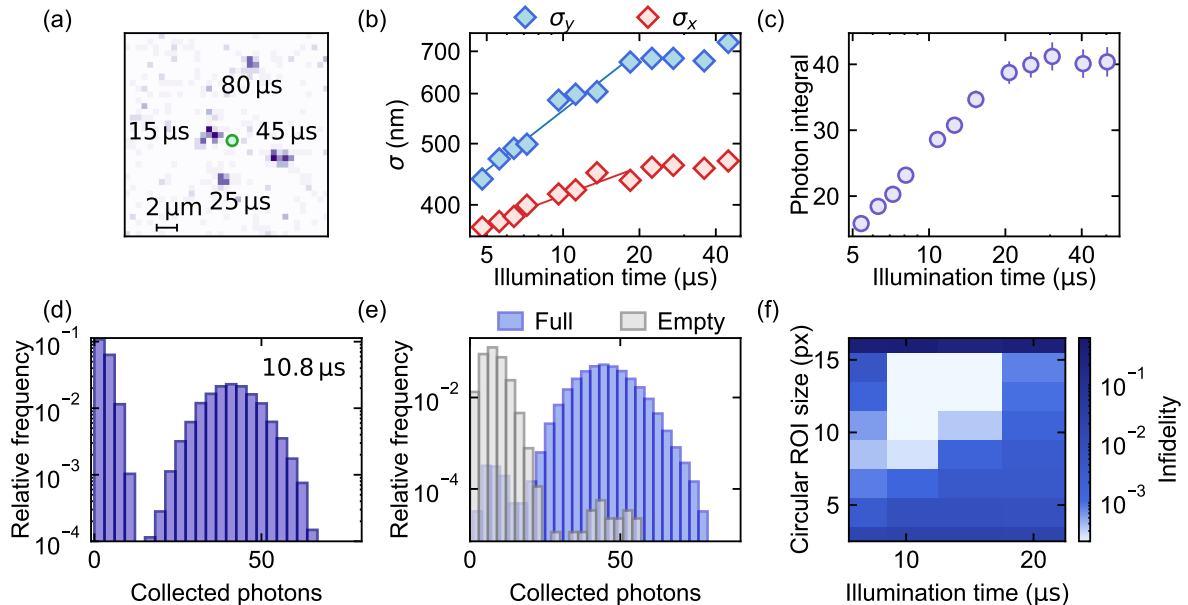 (a)
80 μs
15 μs
45 μs
25 μs
2 μm
(b)
σy
σx
σ (nm)
700
600
500
400
5
10
20
40
Illumination time (μs)
(c)
Photon integral
40
30
20
5
10
20
40
Illumination time (μs)
(d)
10.8 μs
Relative frequency
10⁻¹
10⁻²
10⁻³
10⁻⁴
0
50
Collected photons
(e)
Full
Empty
Relative frequency
10⁻²
10⁻⁴
0
50
Collected photons
(f)
Circular ROI size (px)
15
10
5
10
20
Illumination time (μs)
10⁻¹
10⁻²
10⁻³
Infidelity